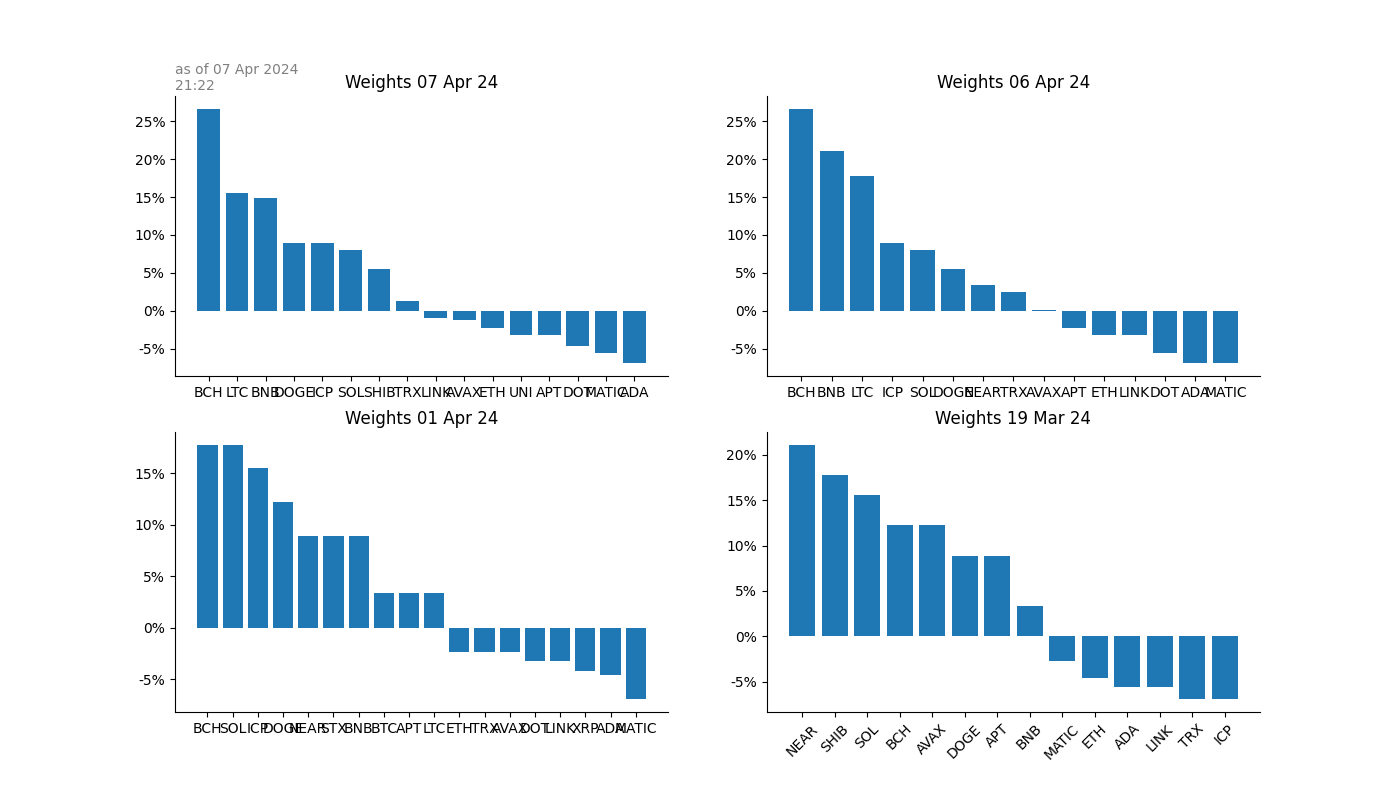 as of 07 Apr 2024
21:22
Weights 07 Apr 24
25%
20%
15%
10%
5%
0%
-5%
BCH LTC BNB DOGE ICP SOL SHIB TRX LINK AVAX ETH UNI APT DOT MATIC ADA
Weights 06 Apr 24
25%
20%
15%
10%
5%
0%
-5%
BCH BNB LTC ICP SOL DOGE NEAR TRX AVAX APT ETH LINK DOT ADA MATIC
Weights 01 Apr 24
15%
10%
5%
0%
-5%
BCH SOL ICP DOGE NEAR STX BNB BTC APT LTC ETH TRX AVAX DOT LINK XRP ADA MATIC
Weights 19 Mar 24
20%
15%
10%
5%
0%
-5%
NEAR SHIB SOL BCH AVAX DOGE APT BNB MATIC ETH ADA LINK TRX ICP